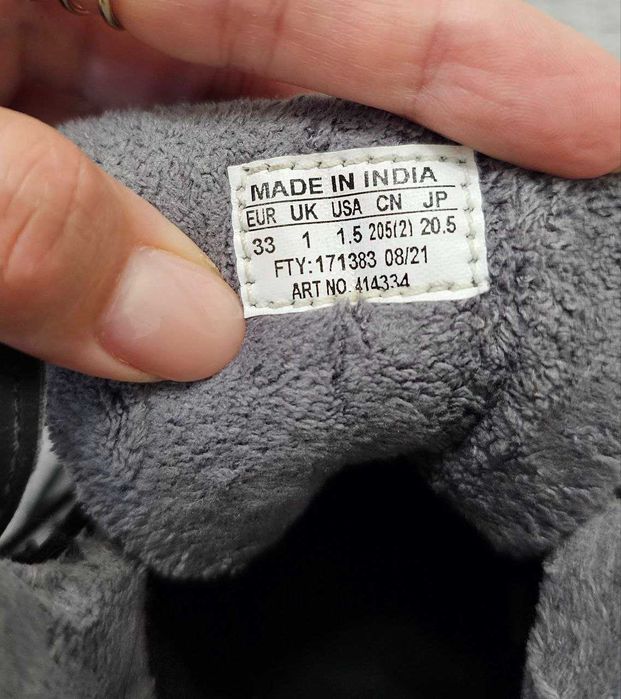 MADE IN INDIA
EUR UK USA CN JP
33 1 1.5 205(2) 20.5
FTY:171383 08/21
ART NO. 414334